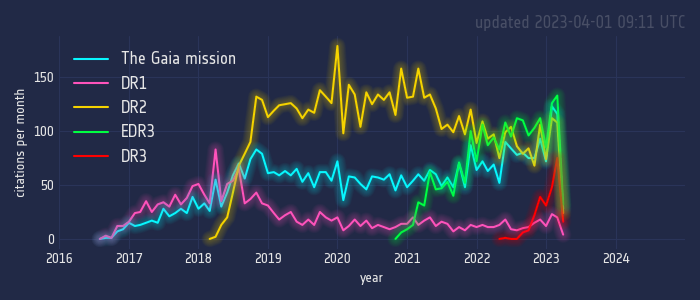 updated 2023-04-01 09:11 UTC
The Gaia mission
DR1
DR2
EDR3
DR3
citations per month
150
100
50
0
2016 2017 2018 2019 2020 2021 2022 2023 2024
year